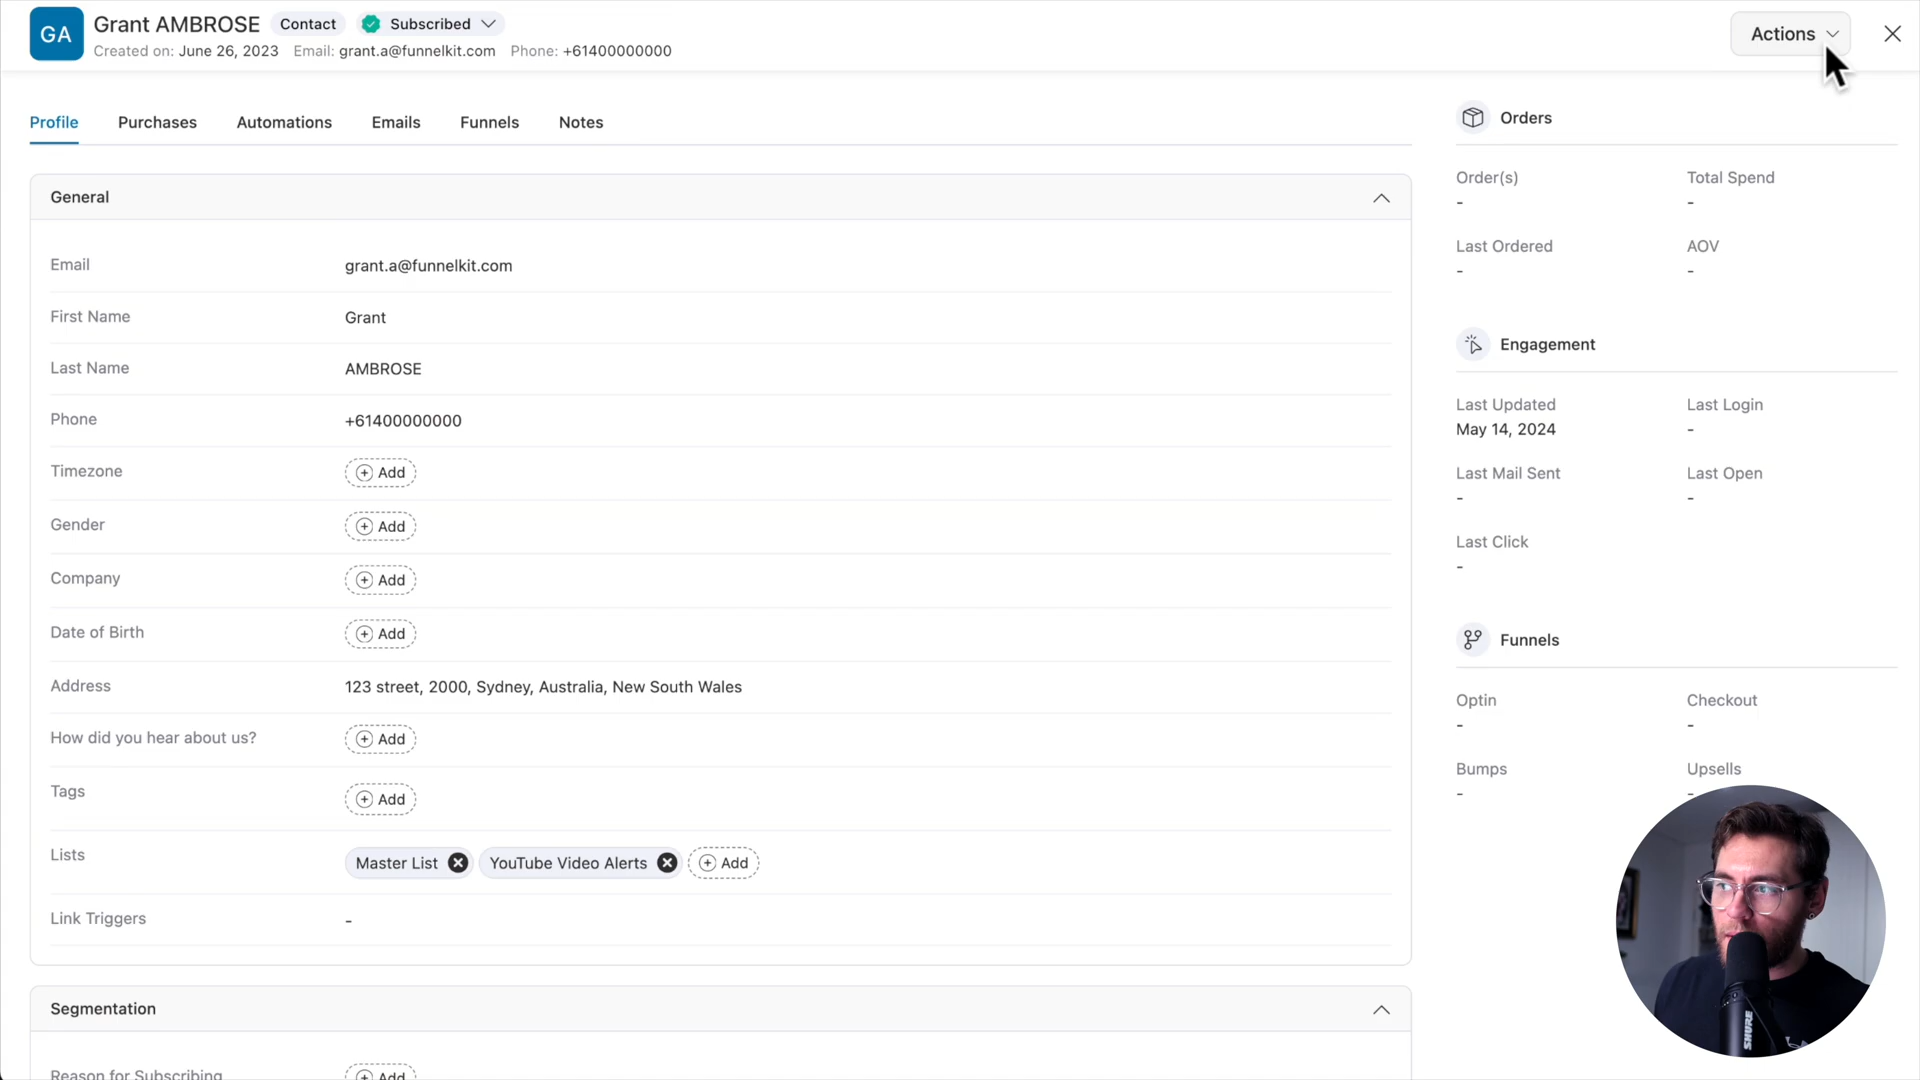 GA
Grant AMBROSE Contact Subscribed
Created on: June 26, 2023 Email: grant.a@funnelkit.com Phone: +61400000000
Actions
Profile Purchases Automations Emails Funnels Notes
General
Email grant.a@funnelkit.com
First Name Grant
Last Name AMBROSE
Phone +61400000000
Timezone Add
Gender Add
Company Add
Date of Birth Add
Address 123 street, 2000, Sydney, Australia, New South Wales
How did you hear about us? Add
Tags Add
Lists Master List YouTube Video Alerts Add
Link Triggers -
Segmentation
Reason for Subscribing Add
Orders
Order(s) Total Spend
- -
Last Ordered AOV
- -
Engagement
Last Updated Last Login
May 14, 2024 -
Last Mail Sent Last Open
- -
Last Click
-
Funnels
Optin Checkout
- -
Bumps Upsells
- -
SHURE